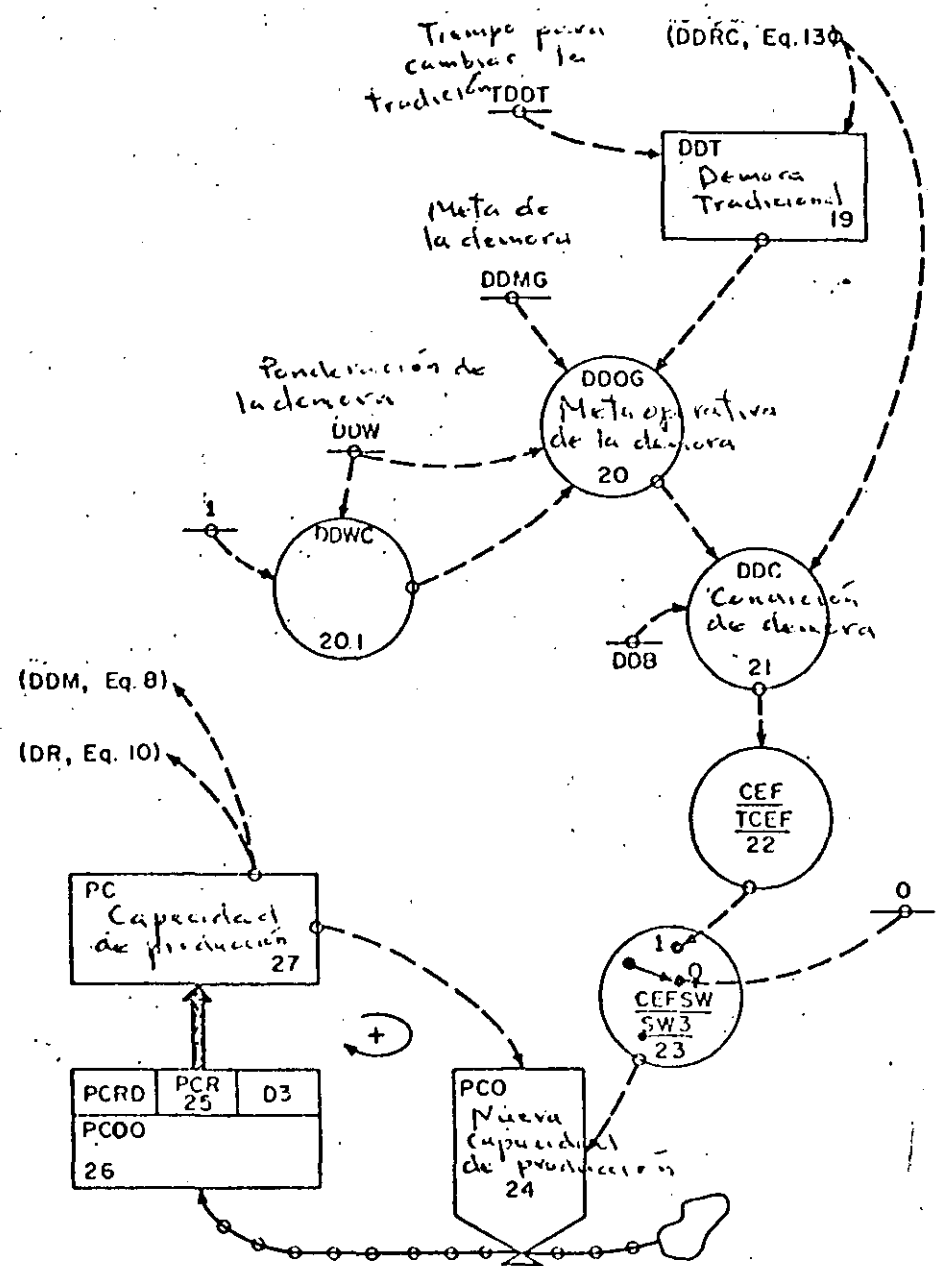 Tiempo para
cambiar la
tradición
TDDT
(DDRC, Eq. 13)
DDT
Demora
Tradicional
19
Meta de
la demora
DDMG
Ponderación de
la demora
DDW
DDOG
Meta operativa
de la demora
20
1
DDWC
20.1
DDC
Condición
de demora
21
DDB
(DDM, Eq. 8)
(DR, Eq. 10)
CEF
TCEF
22
0
PC
Capacidad
de producción
27
1
0
CEFSW
SW3
23
+
PCRD
PCR
25
D3
PCOO
26
PCO
Nueva
Capacidad
de producción
24